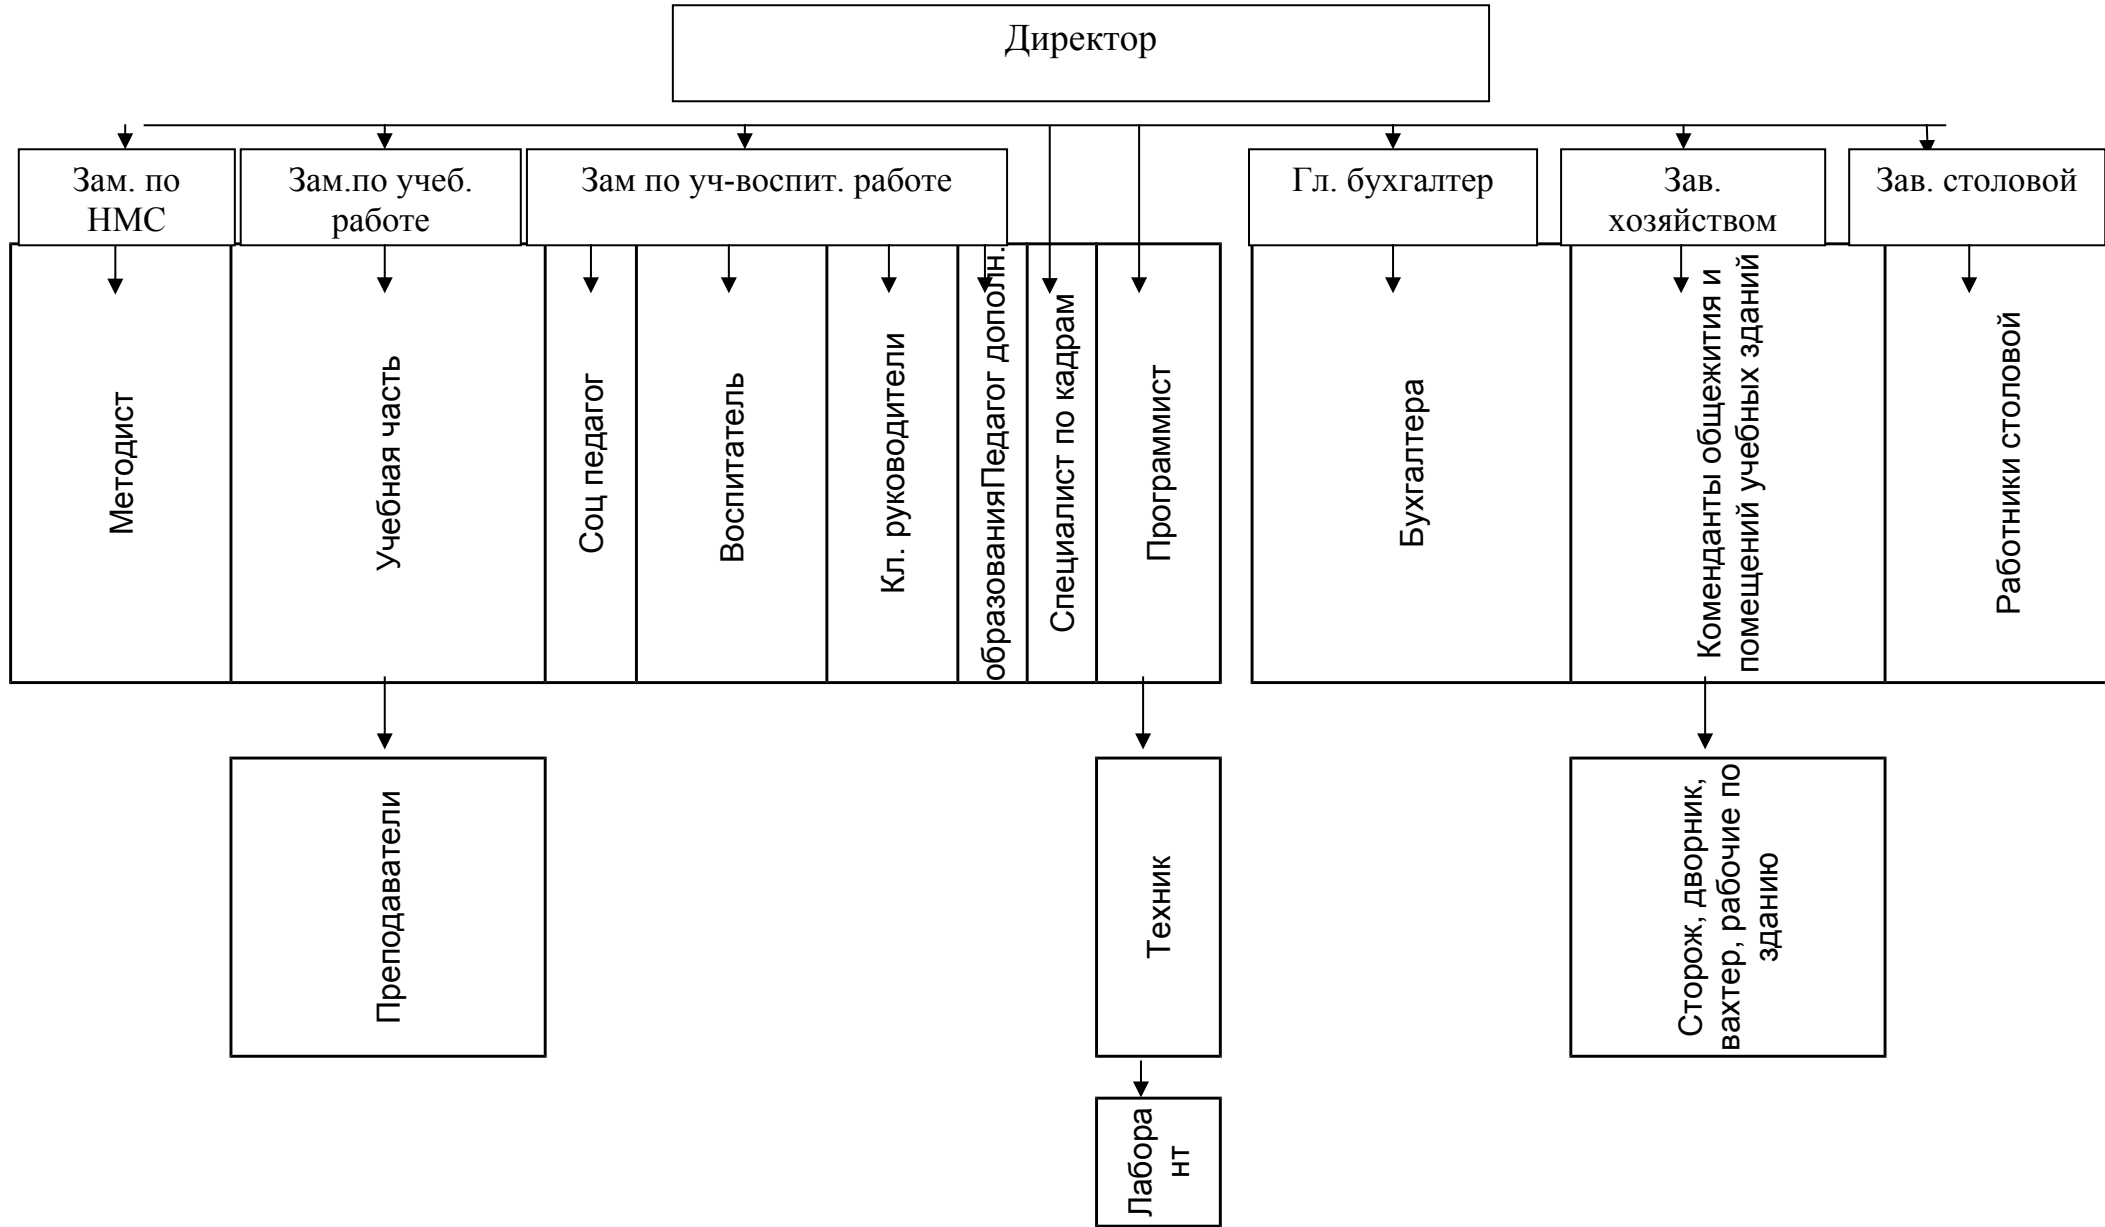 Директор
Зам. по
НМС
Зам.по учеб.
работе
Зам по уч-воспит. работе
Гл. бухгалтер
Зав.
хозяйством
Зав. столовой
Методист
Учебная часть
Соц педагог
Воспитатель
Кл. руководители
образованияПедагог дополн.
Специалист по кадрам
Программист
Бухгалтера
Коменданты общежития и
помещений учебных зданий
Работники столовой
Преподаватели
Техник
Сторож, дворник,
вахтер, рабочие по
зданию
Лабора
нт